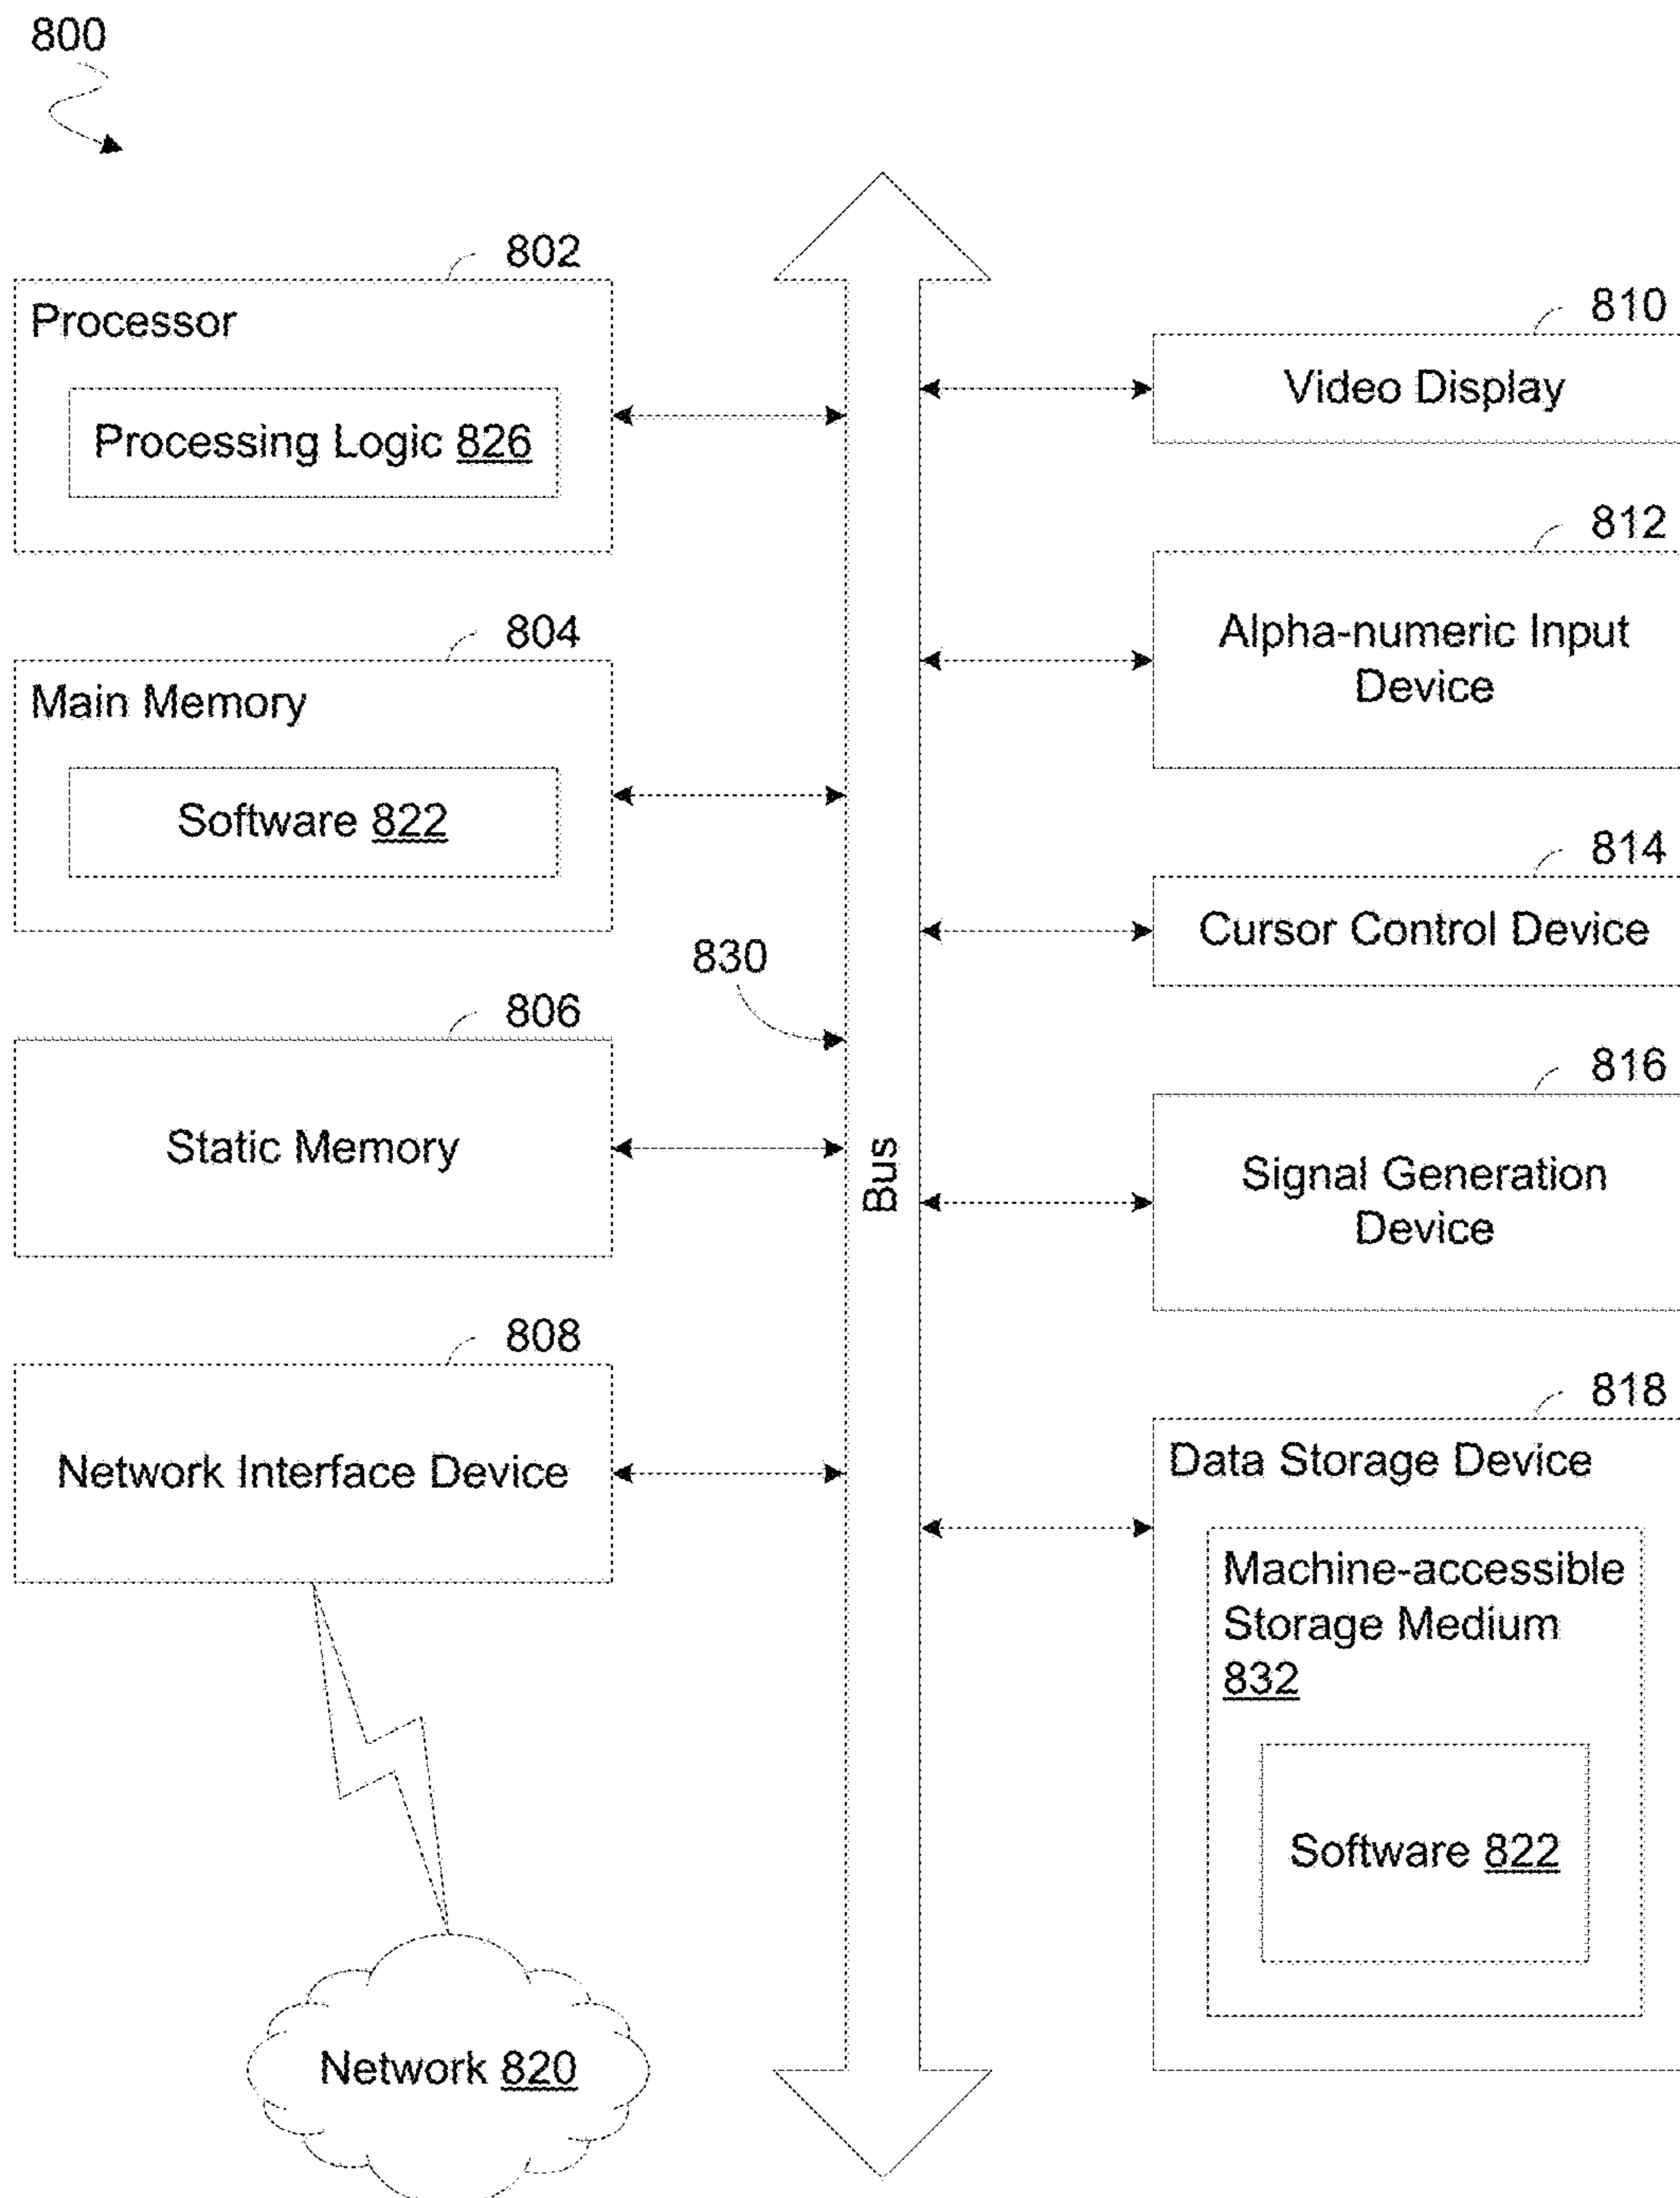 800
802
Processor
Processing Logic 826
804
Main Memory
Software 822
830
806
Static Memory
808
Network Interface Device
Network 820
Bus
810
Video Display
812
Alpha-numeric Input
Device
814
Cursor Control Device
816
Signal Generation
Device
818
Data Storage Device
Machine-accessible
Storage Medium
832
Software 822